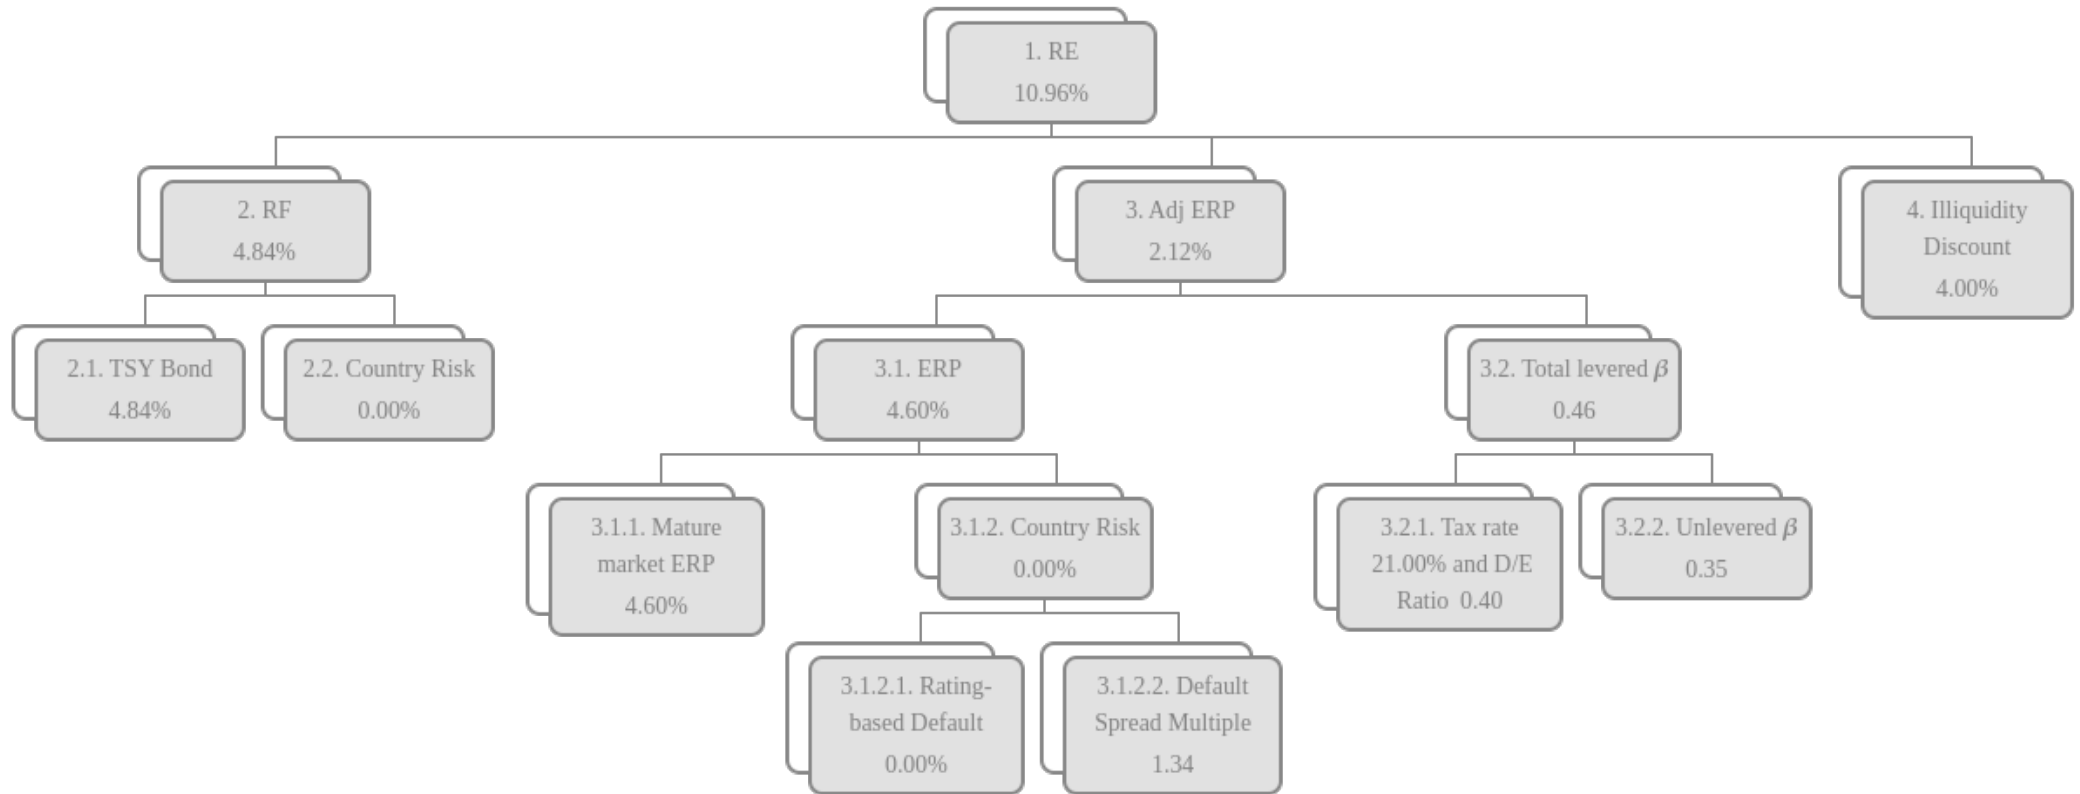 1. RE
10.96%
2. RF
4.84%
3. Adj ERP
2.12%
4. Illiquidity
Discount
4.00%
2.1. TSY Bond
4.84%
2.2. Country Risk
0.00%
3.1. ERP
4.60%
3.2. Total levered β
0.46
3.1.1. Mature
market ERP
4.60%
3.1.2. Country Risk
0.00%
3.2.1. Tax rate
21.00% and D/E
Ratio 0.40
3.2.2. Unlevered β
0.35
3.1.2.1. Rating-
based Default
0.00%
3.1.2.2. Default
Spread Multiple
1.34